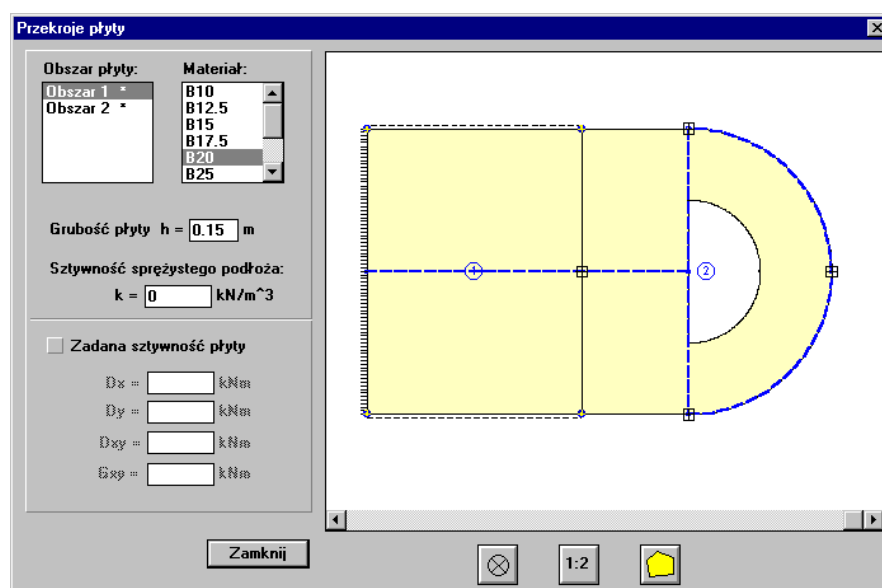 Przekroje płyty
Obszar płyty:
Obszar 1 *
Obszar 2 *
Materiał:
B10
B12.5
B15
B17.5
B20
B25
Grubość płyty h = 0.15 m
Sztywność sprężystego podłoża:
k = 0 kN/m^3
Zadana sztywność płyty
Dx = kNm
Dy = kNm
Dxy = kNm
Gxy = kNm
Zamknij
1
2
1:2